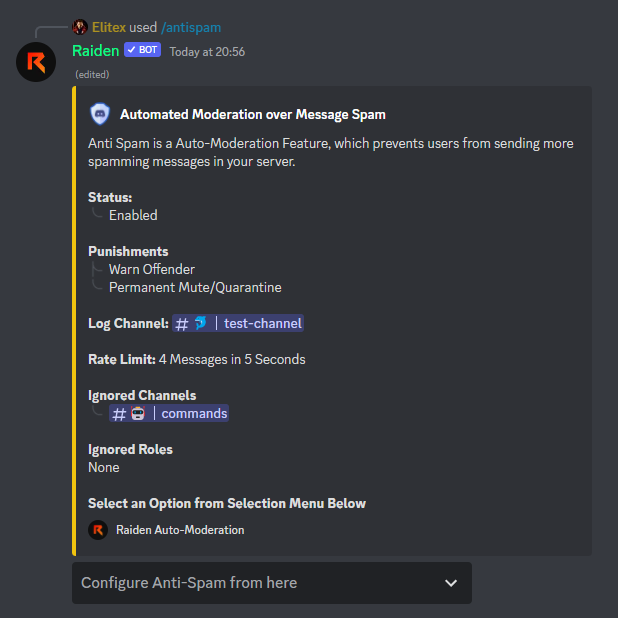 Elitex used /antispam
Raiden ✓ BOT Today at 20:56
(edited)
Automated Moderation over Message Spam
Anti Spam is a Auto-Moderation Feature, which prevents users from sending more
spamming messages in your server.
Status:
Enabled
Punishments
Warn Offender
Permanent Mute/Quarantine
Log Channel: # | test-channel
Rate Limit: 4 Messages in 5 Seconds
Ignored Channels
# | commands
Ignored Roles
None
Select an Option from Selection Menu Below
Raiden Auto-Moderation
Configure Anti-Spam from here